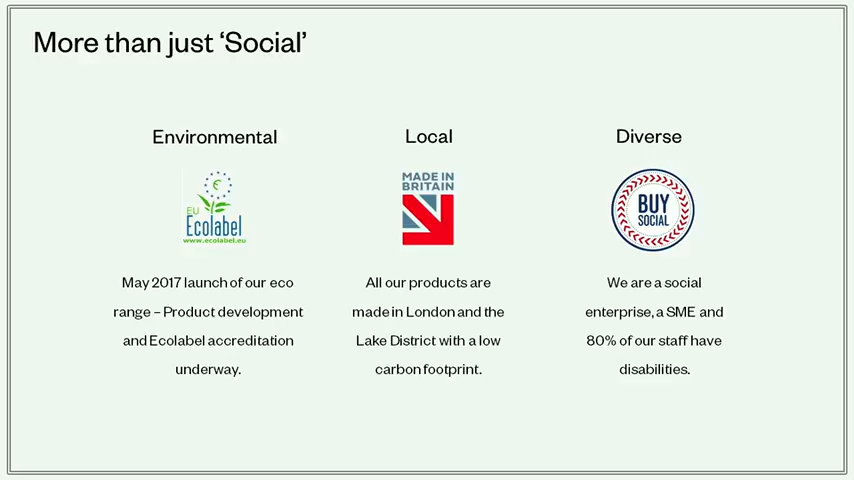 More than just ‘Social’
Environmental
EU
Ecolabel
www.ecolabel.eu
May 2017 launch of our eco
range – Product development
and Ecolabel accreditation
underway.
Local
MADE IN
BRITAIN
All our products are
made in London and the
Lake District with a low
carbon footprint.
Diverse
BUY
SOCIAL
We are a social
enterprise, a SME and
80% of our staff have
disabilities.